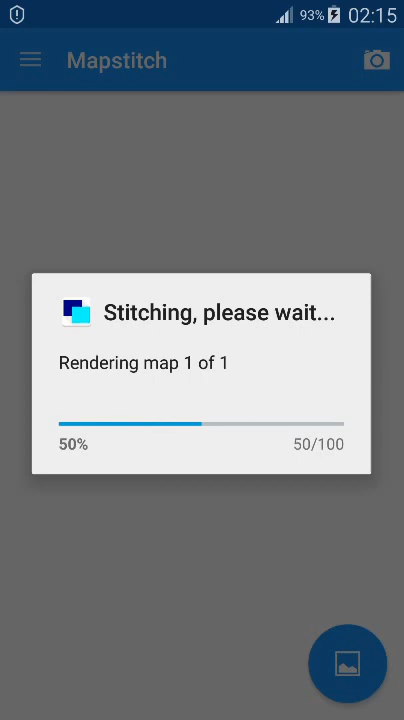 93% 02:15
Mapstitch
Stitching, please wait...
Rendering map 1 of 1
50% 50/100